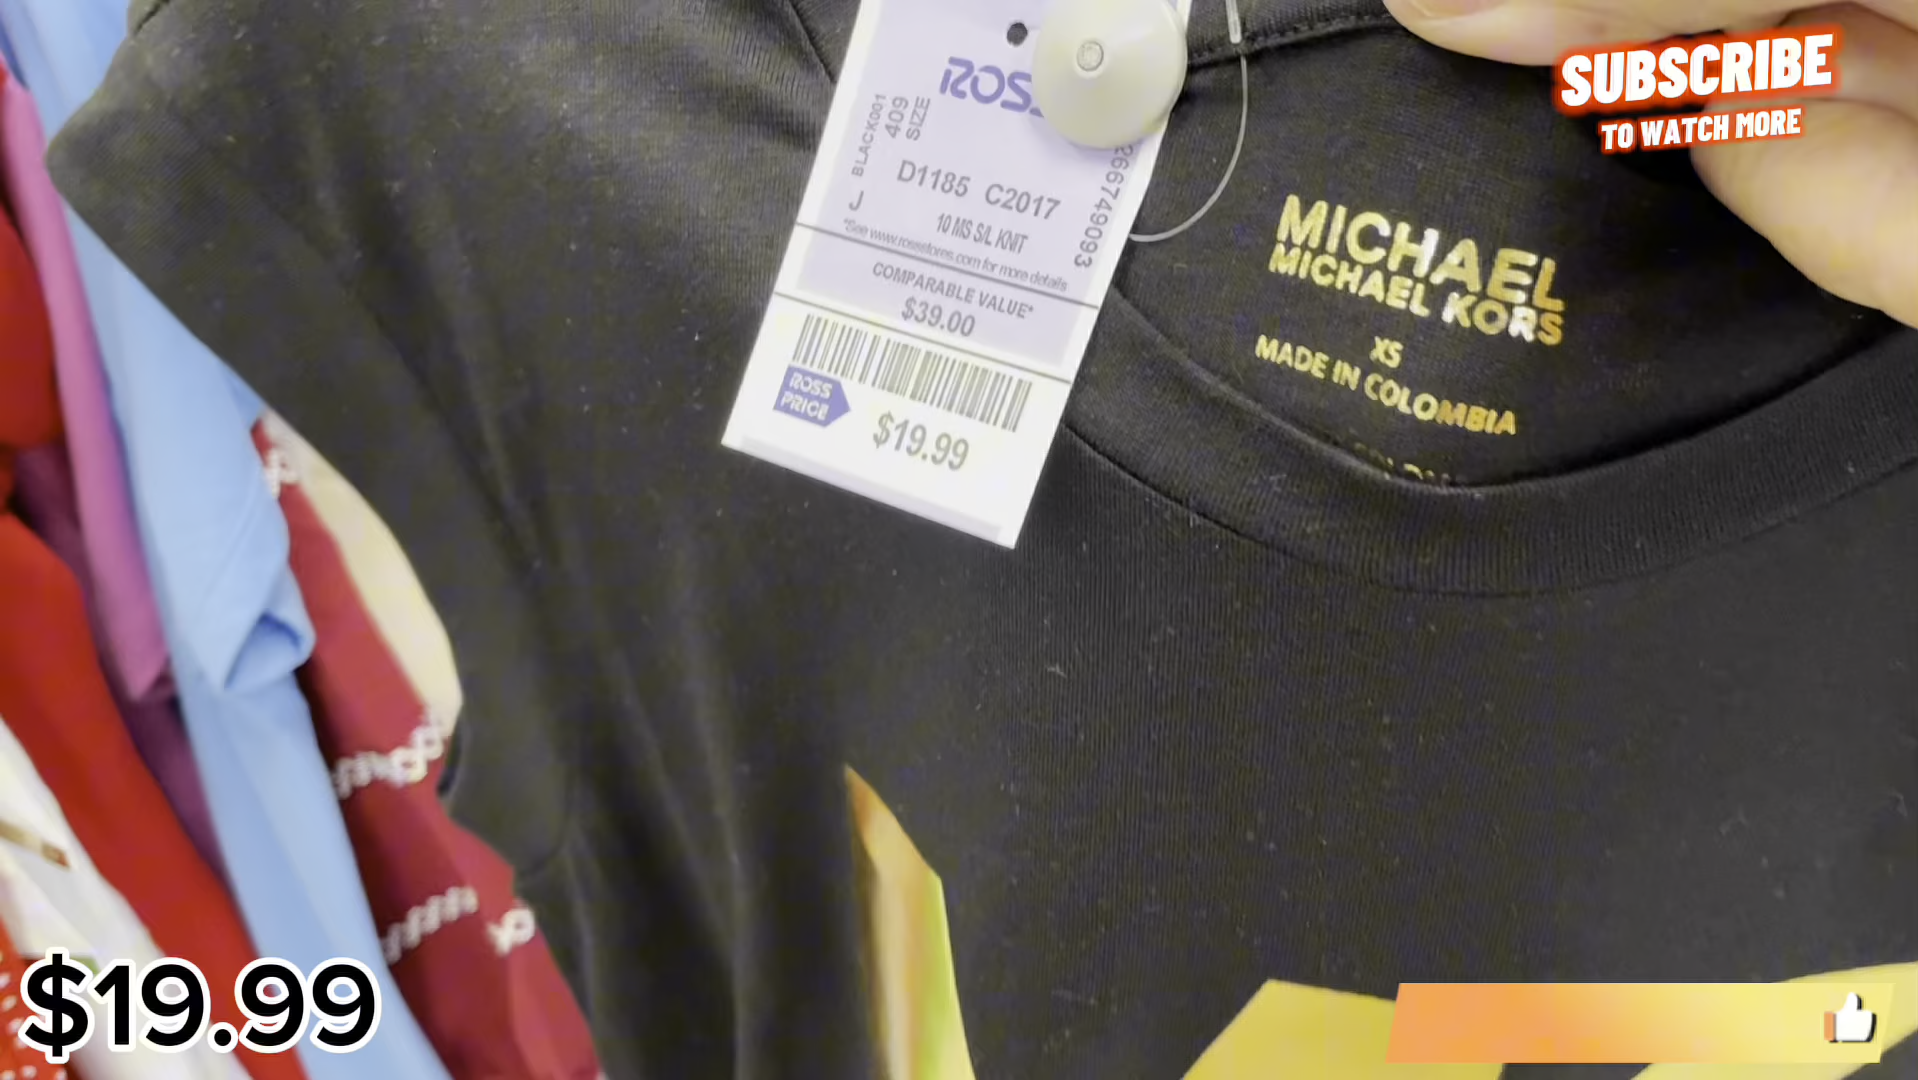 SUBSCRIBE
TO WATCH MORE
BLACK001
409
SIZE
J
D1185 C2017
10 MS S/L KNIT
*See www.rossstores.com for more details
COMPARABLE VALUE*
$39.00
ROSS
PRICE
$19.99
MICHAEL
MICHAEL KORS
XS
MADE IN COLOMBIA
$19.99